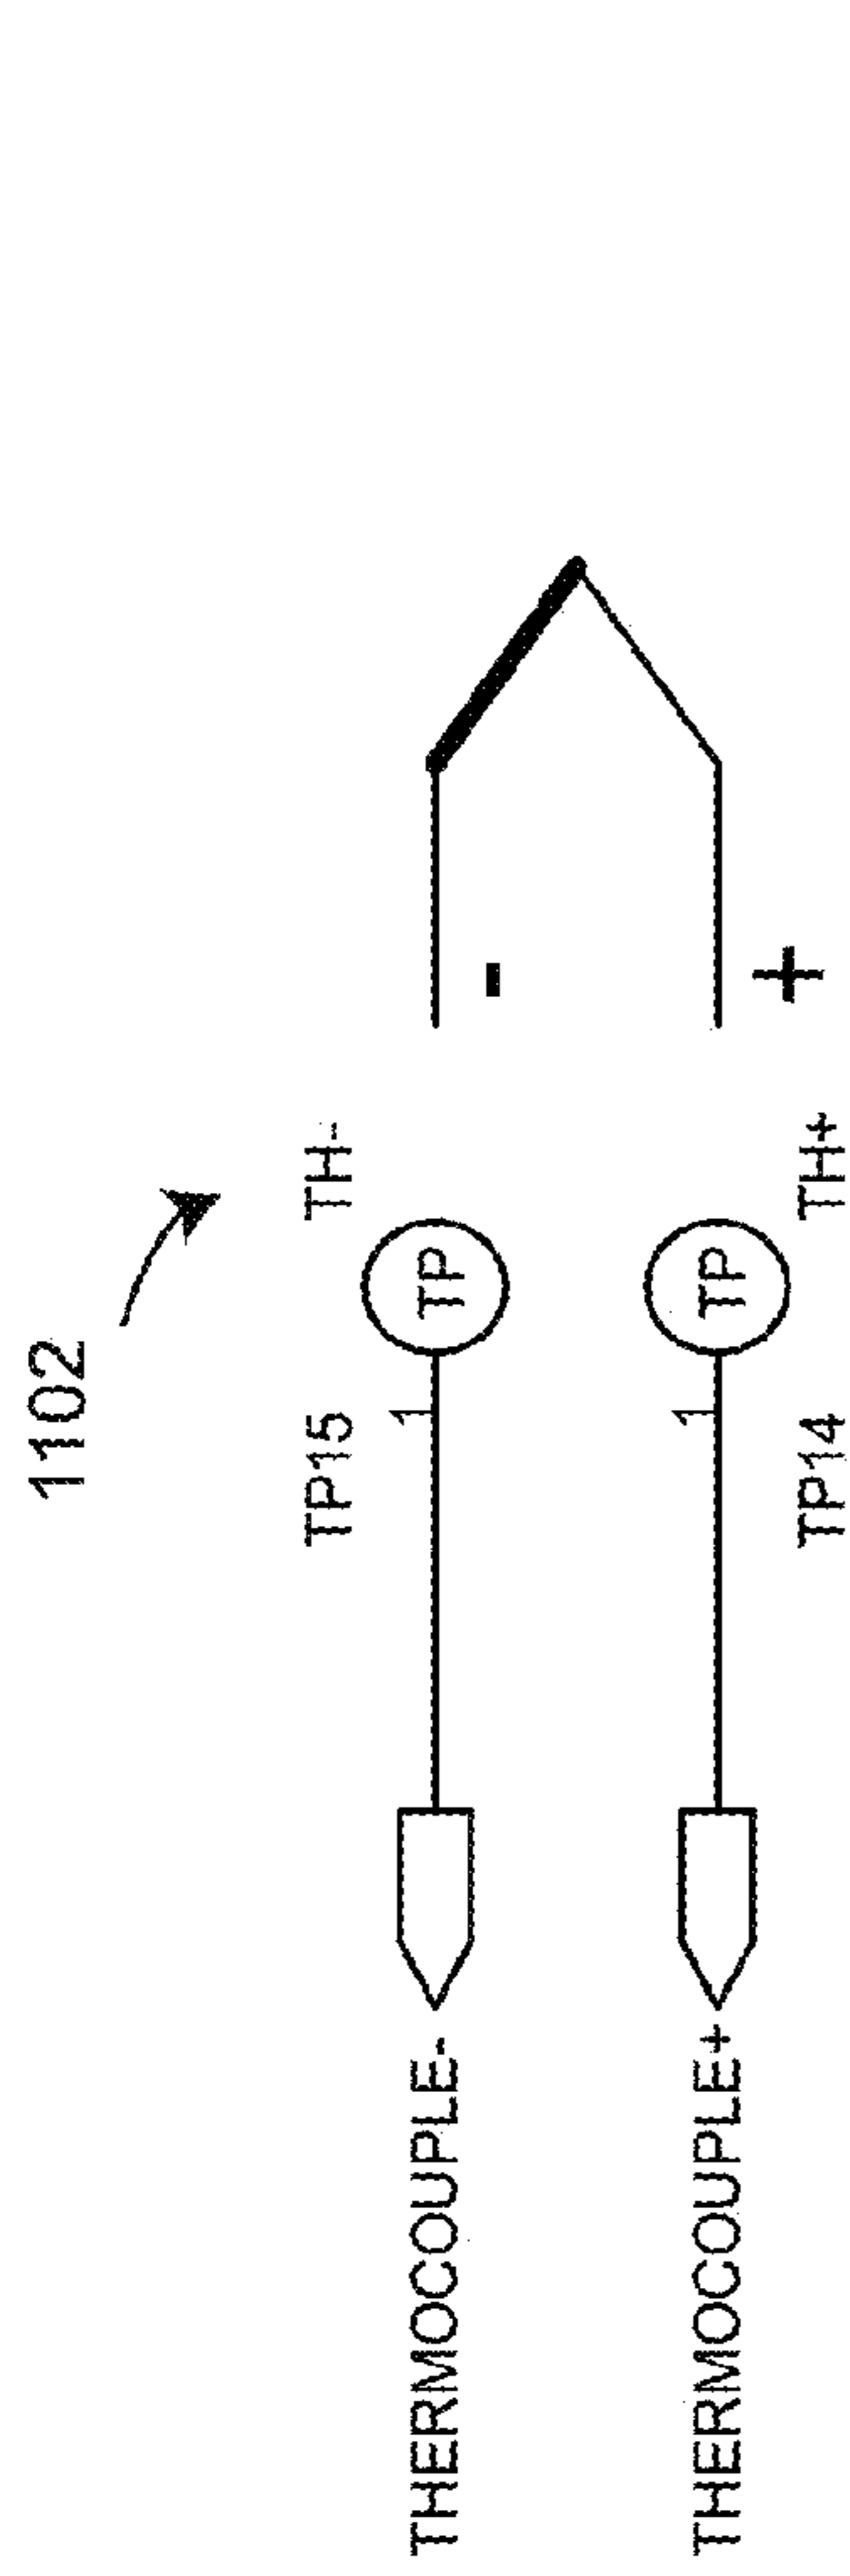 1102
TP15
TH-
THERMOCOUPLE-
1
TP
-
THERMOCOUPLE+
1
TP
+
TP14
TH+